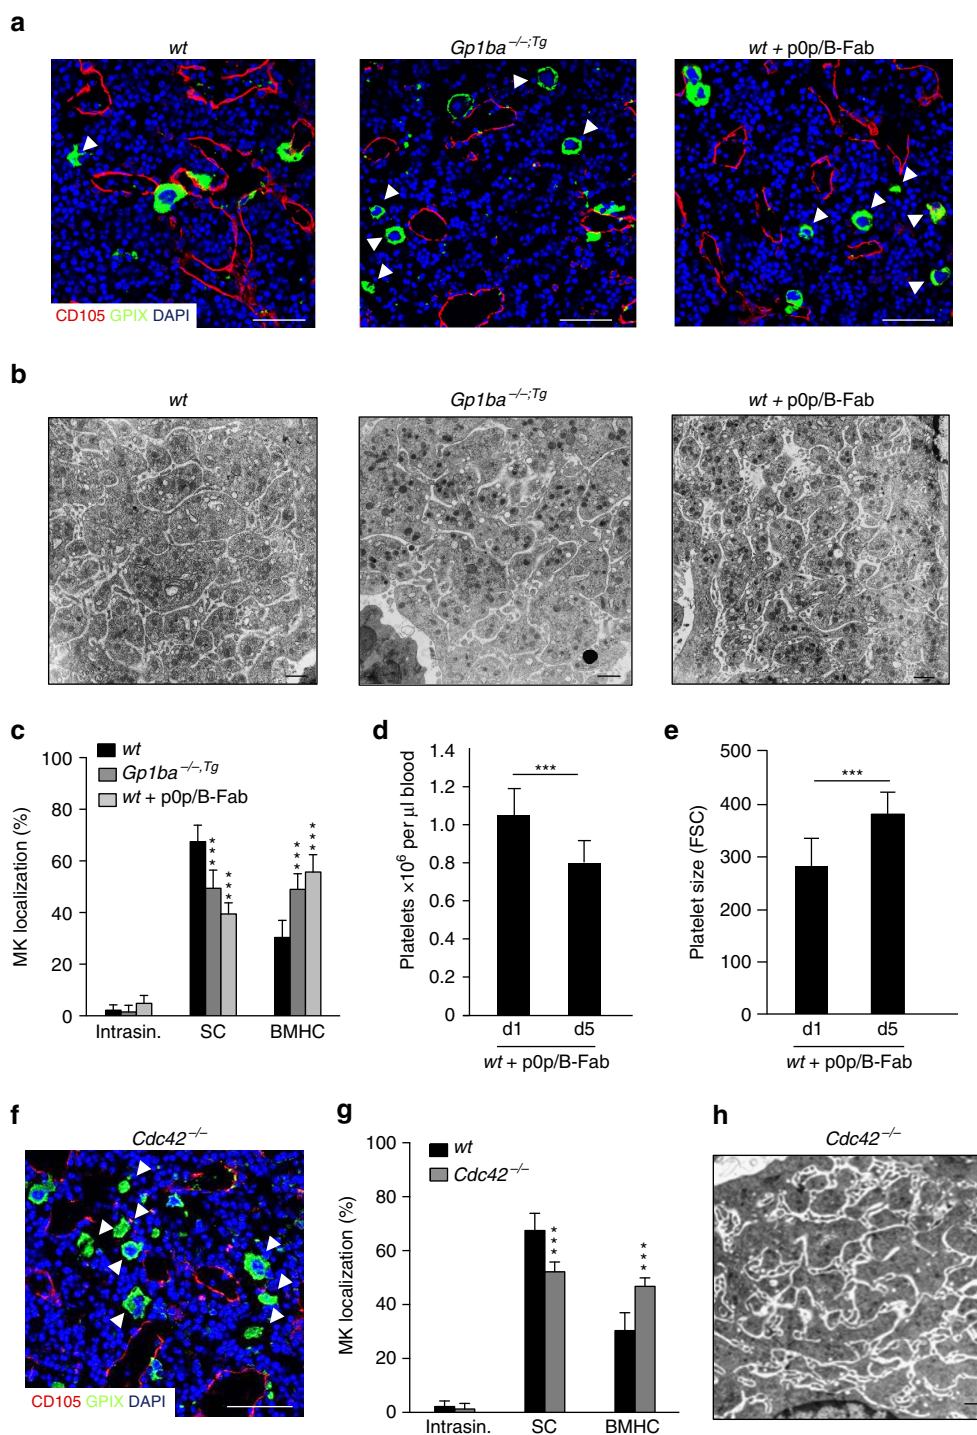 a
wt
Gp1ba−/−;Tg
wt + p0p/B-Fab
CD105 GPIX DAPI
b
wt
Gp1ba−/−;Tg
wt + p0p/B-Fab
c
wt
Gp1ba−/−,Tg
wt + p0p/B-Fab
MK localization (%)
100
80
60
40
20
0
***
***
***
***
Intrasin.
SC
BMHC
d
Platelets ×10⁶ per μl blood
1.4
1.2
1.0
0.8
0.6
0.4
0.2
0
***
d1
d5
wt + p0p/B-Fab
e
Platelet size (FSC)
500
400
300
200
100
0
***
d1
d5
wt + p0p/B-Fab
f
Cdc42−/−
CD105 GPIX DAPI
g
wt
Cdc42−/−
MK localization (%)
100
80
60
40
20
0
***
***
Intrasin.
SC
BMHC
h
Cdc42−/−